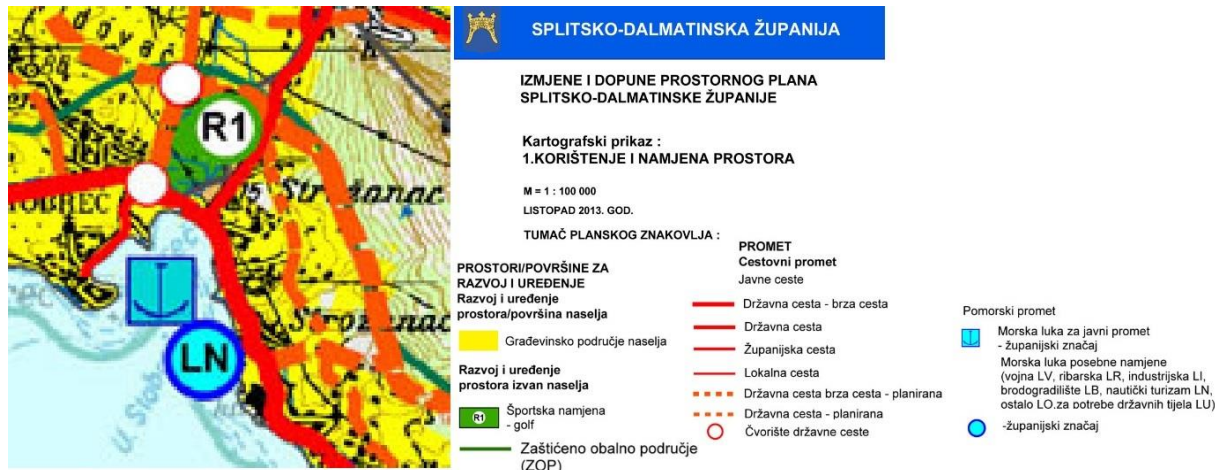 R1
Strožanac
LN
U. Stob
SPLITSKO-DALMATINSKA ŽUPANIJA
IZMJENE I DOPUNE PROSTORNOG PLANA
SPLITSKO-DALMATINSKE ŽUPANIJE
Kartografski prikaz :
1.KORIŠTENJE I NAMJENA PROSTORA
M = 1 : 100 000
LISTOPAD 2013. GOD.
TUMAČ PLANSKOG ZNAKOVLJA :
PROSTORI/POVRŠINE ZA
RAZVOJ I UREĐENJE
Razvoj i uređenje
prostora/površina naselja
Građevinsko područje naselja
Razvoj i uređenje
prostora izvan naselja
R1
Športska namjena
- golf
Zaštićeno obalno područje
(ZOP)
PROMET
Cestovni promet
Javne ceste
Državna cesta - brza cesta
Državna cesta
Županijska cesta
Lokalna cesta
Državna cesta brza cesta - planirana
Državna cesta - planirana
Čvorište državne ceste
Pomorski promet
Morska luka za javni promet
- županijski značaj
Morska luka posebne namjene
(vojna LV, ribarska LR, industrijska LI,
brodogradilište LB, nautički turizam LN,
ostalo LO.za potrebe državnih tijela LU)
-županijski značaj